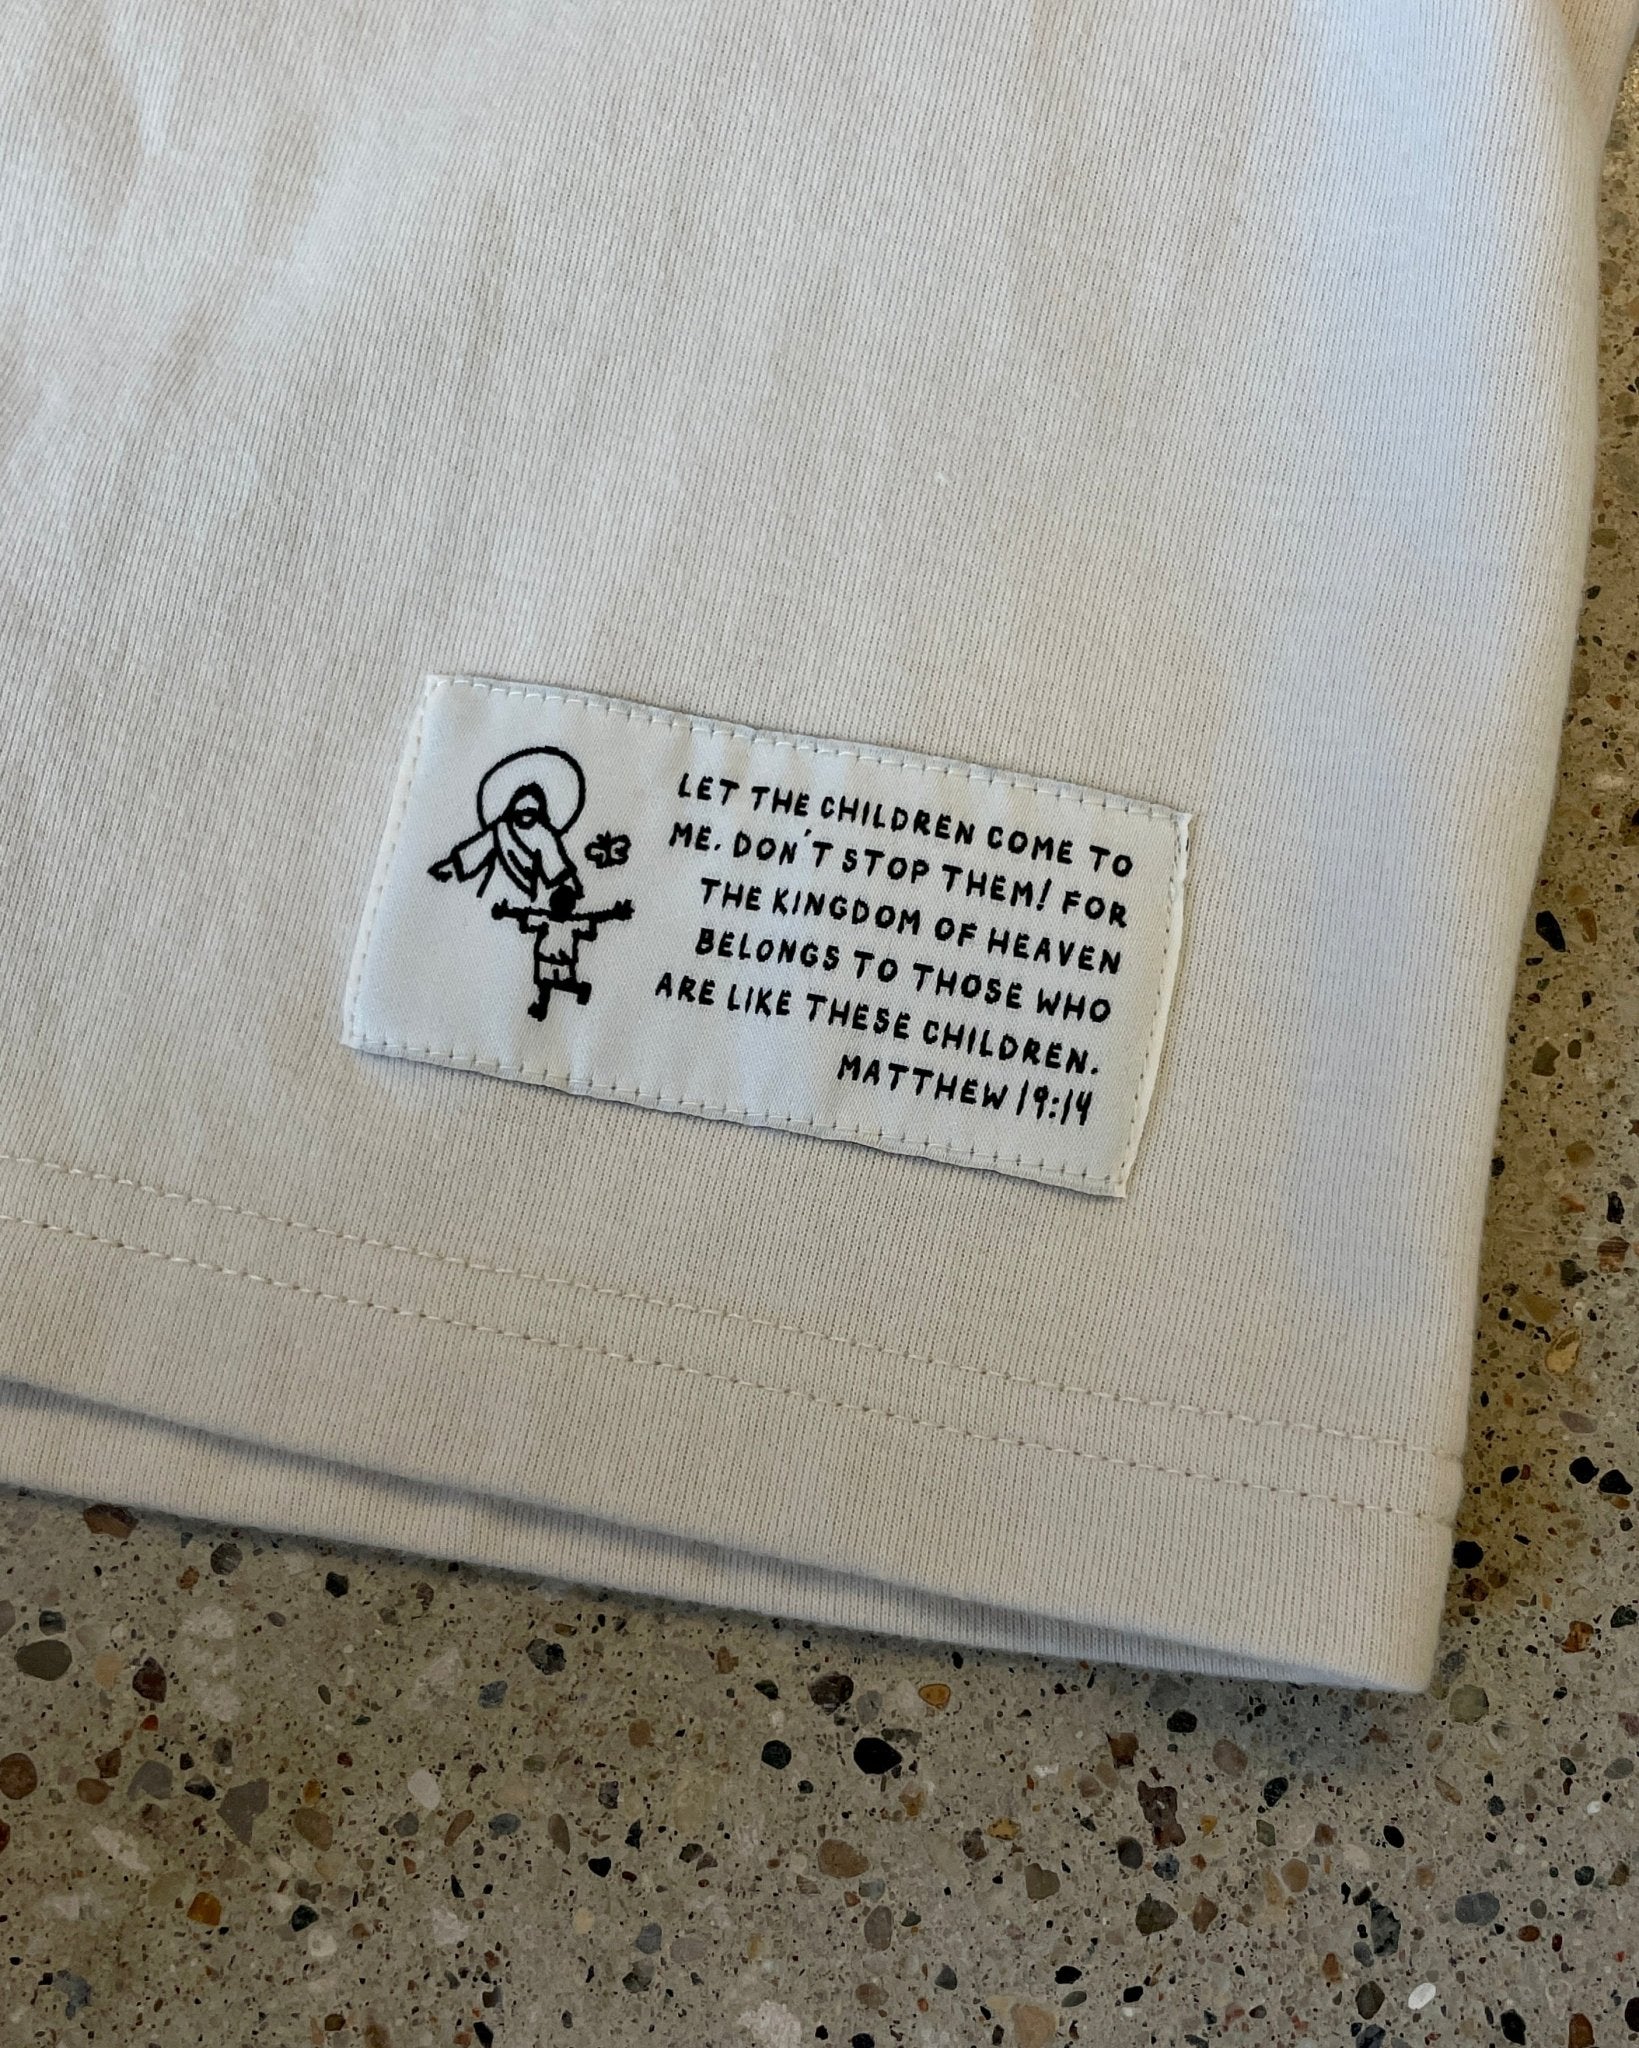 LET THE CHILDREN COME TO
ME. DON'T STOP THEM! FOR
THE KINGDOM OF HEAVEN
BELONGS TO THOSE WHO
ARE LIKE THESE CHILDREN.
MATTHEW 19:14